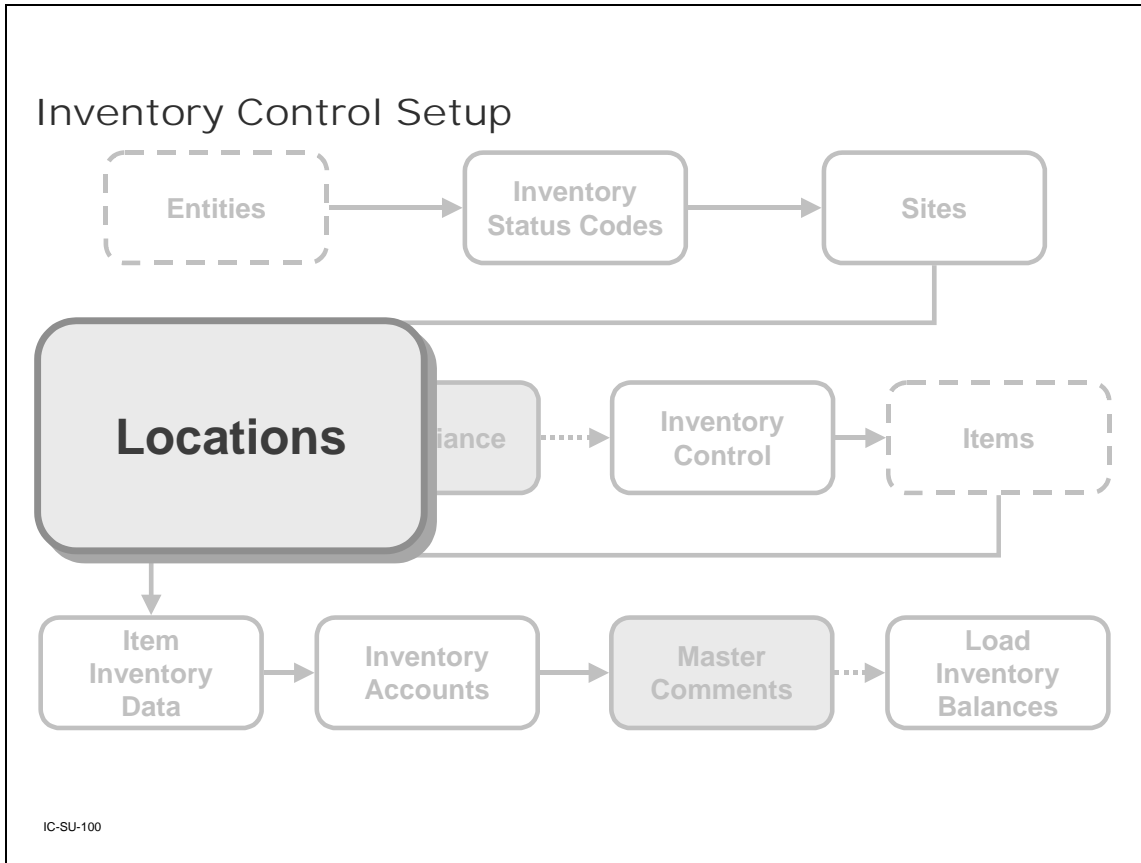 Inventory Control Setup
Entities
Inventory
Status Codes
Sites
Locations
iance
Inventory
Control
Items
Item
Inventory
Data
Inventory
Accounts
Master
Comments
Load
Inventory
Balances
IC-SU-100